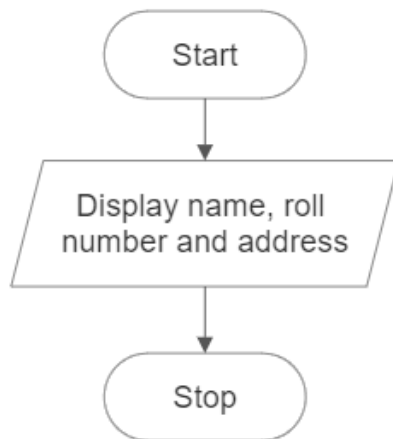 Start
Display name, roll
number and address
Stop